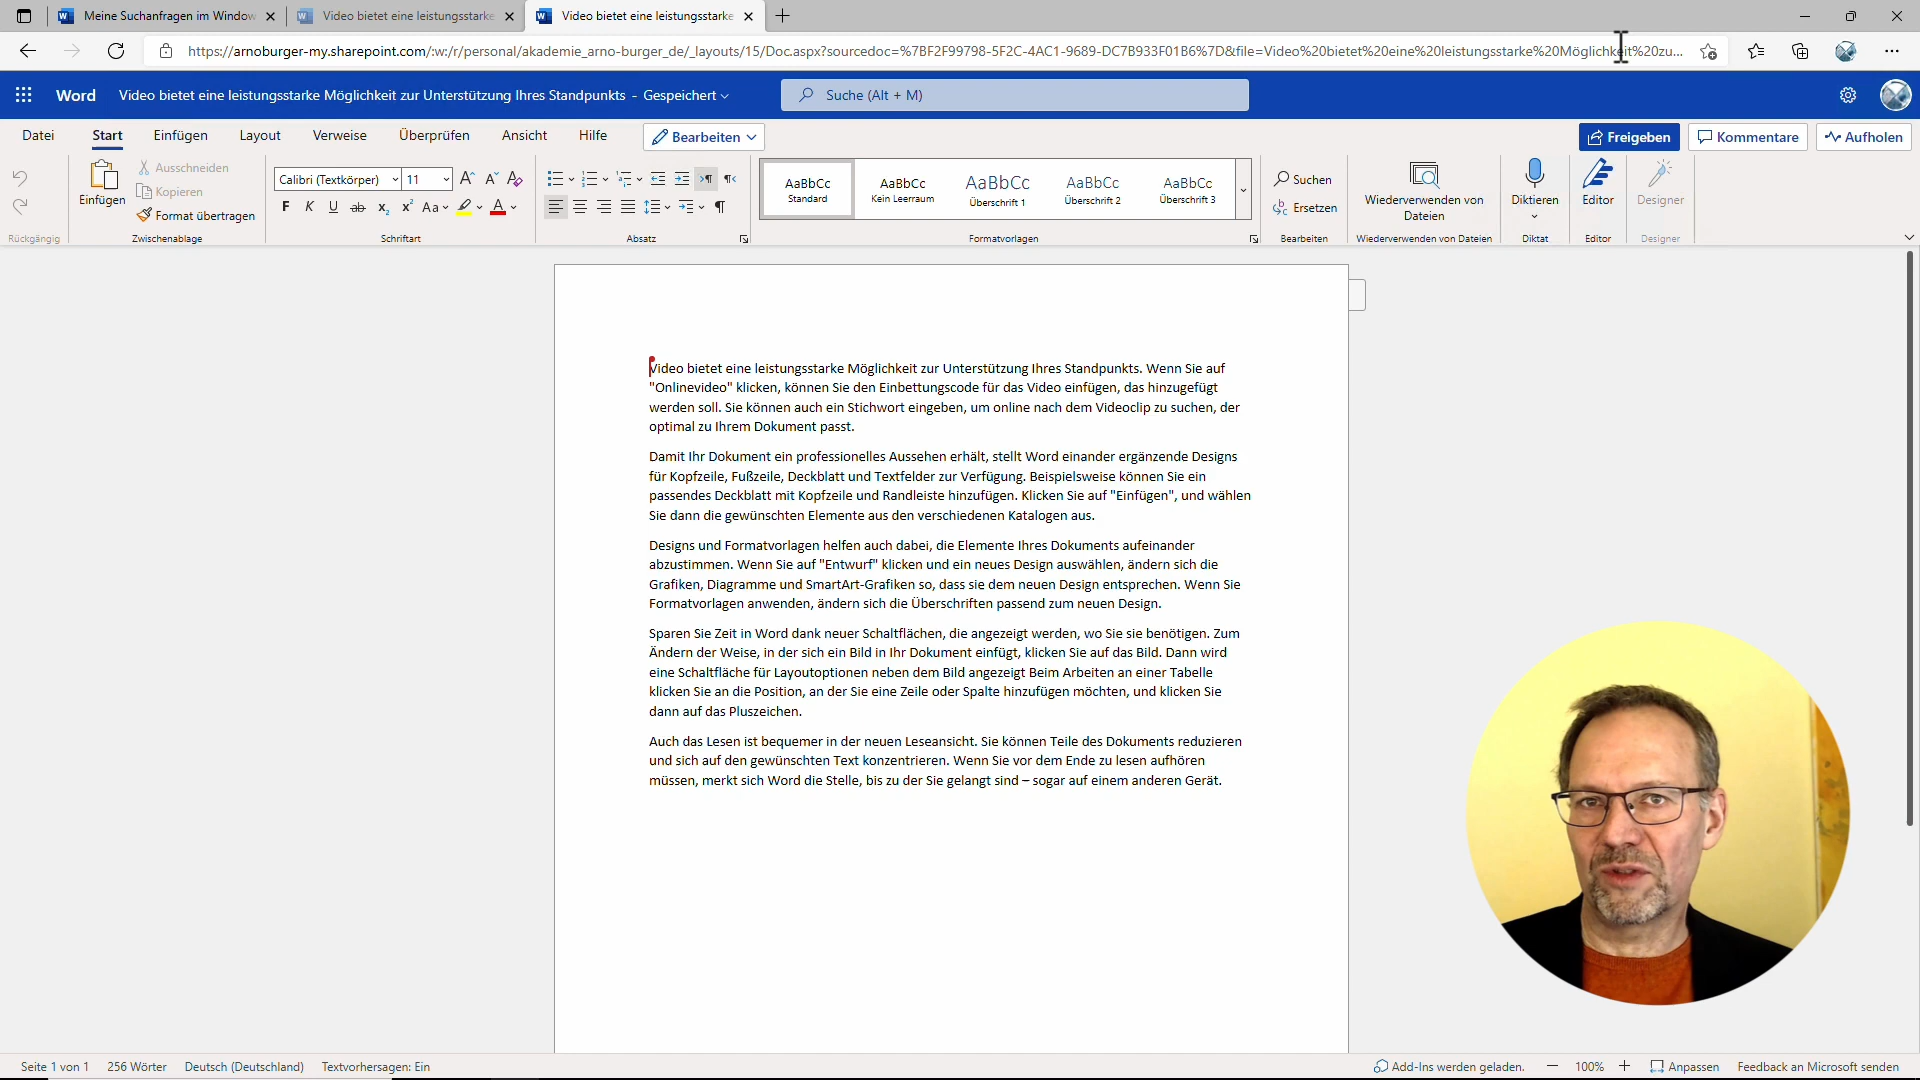 Meine Suchanfragen im Window
Video bietet eine leistungsstarke
Video bietet eine leistungsstarke
https://arnoburger-my.sharepoint.com/:w:/r/personal/akademie_arno-burger_de/_layouts/15/Doc.aspx?sourcedoc=%7BF2F99798-5F2C-4AC1-9689-DC7B933F01B6%7D&file=Video%20bietet%20eine%20leistungsstarke%20Möglichkeit%20zu...
Word
Video bietet eine leistungsstarke Möglichkeit zur Unterstützung Ihres Standpunkts - Gespeichert
Suche (Alt + M)
Datei Start Einfügen Layout Verweise Überprüfen Ansicht Hilfe Bearbeiten
Freigeben Kommentare Aufholen
Einfügen
Ausschneiden
Kopieren
Format übertragen
Calibri (Textkörper) 11
F K U ab x₂ x² Aa A
AaBbCc AaBbCc AaBbCc AaBbCc AaBbCc
Standard Kein Leerraum Überschrift 1 Überschrift 2 Überschrift 3
Suchen
Ersetzen
Wiederverwenden von
Dateien
Diktieren
Editor
Designer
Rückgängig Zwischenablage Schriftart Absatz Formatvorlagen Bearbeiten Wiederverwenden von Dateien Diktat Editor Designer
Video bietet eine leistungsstarke Möglichkeit zur Unterstützung Ihres Standpunkts. Wenn Sie auf
"Onlinevideo" klicken, können Sie den Einbettungscode für das Video einfügen, das hinzugefügt
werden soll. Sie können auch ein Stichwort eingeben, um online nach dem Videoclip zu suchen, der
optimal zu Ihrem Dokument passt.
Damit Ihr Dokument ein professionelles Aussehen erhält, stellt Word einander ergänzende Designs
für Kopfzeile, Fußzeile, Deckblatt und Textfelder zur Verfügung. Beispielsweise können Sie ein
passendes Deckblatt mit Kopfzeile und Randleiste hinzufügen. Klicken Sie auf "Einfügen", und wählen
Sie dann die gewünschten Elemente aus den verschiedenen Katalogen aus.
Designs und Formatvorlagen helfen auch dabei, die Elemente Ihres Dokuments aufeinander
abzustimmen. Wenn Sie auf "Entwurf" klicken und ein neues Design auswählen, ändern sich die
Grafiken, Diagramme und SmartArt-Grafiken so, dass sie dem neuen Design entsprechen. Wenn Sie
Formatvorlagen anwenden, ändern sich die Überschriften passend zum neuen Design.
Sparen Sie Zeit in Word dank neuer Schaltflächen, die angezeigt werden, wo Sie sie benötigen. Zum
Ändern der Weise, in der sich ein Bild in Ihr Dokument einfügt, klicken Sie auf das Bild. Dann wird
eine Schaltfläche für Layoutoptionen neben dem Bild angezeigt Beim Arbeiten an einer Tabelle
klicken Sie an die Position, an der Sie eine Zeile oder Spalte hinzufügen möchten, und klicken Sie
dann auf das Pluszeichen.
Auch das Lesen ist bequemer in der neuen Leseansicht. Sie können Teile des Dokuments reduzieren
und sich auf den gewünschten Text konzentrieren. Wenn Sie vor dem Ende zu lesen aufhören
müssen, merkt sich Word die Stelle, bis zu der Sie gelangt sind – sogar auf einem anderen Gerät.
Seite 1 von 1 256 Wörter Deutsch (Deutschland) Textvorhersagen: Ein
Add-Ins werden geladen. 100% Anpassen Feedback an Microsoft senden